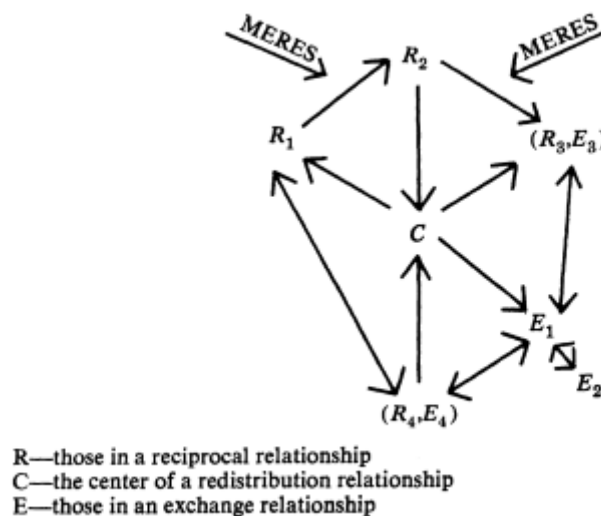 MERES
MERES
R₂
R₁
(R₃,E₃)
C
E₁
E₂
(R₄,E₄)
R—those in a reciprocal relationship
C—the center of a redistribution relationship
E—those in an exchange relationship